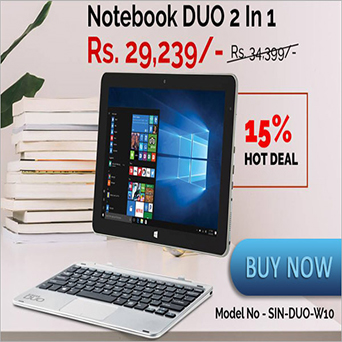 Notebook DUO 2 In 1
Rs. 29,239/- Rs. 34,399/-
15%
HOT DEAL
BUY NOW
Model No - SIN-DUO-W10